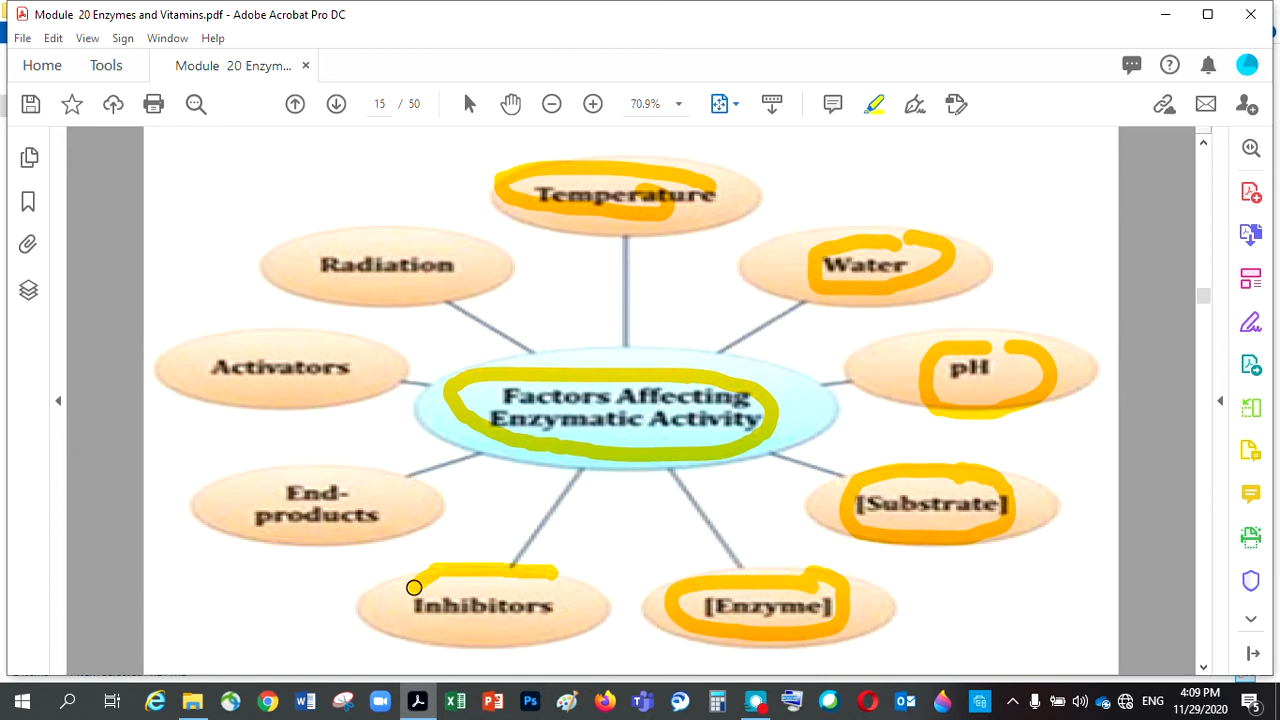 Module 20 Enzymes and Vitamins.pdf - Adobe Acrobat Pro DC
File Edit View Sign Window Help
Home Tools Module 20 Enzym... ×
15 / 50 70.9%
Temperature
Radiation
Water
Activators
pH
Factors Affecting
Enzymatic Activity
End-
products
[Substrate]
Inhibitors
[Enzyme]
ENG
4:09 PM
11/29/2020
5